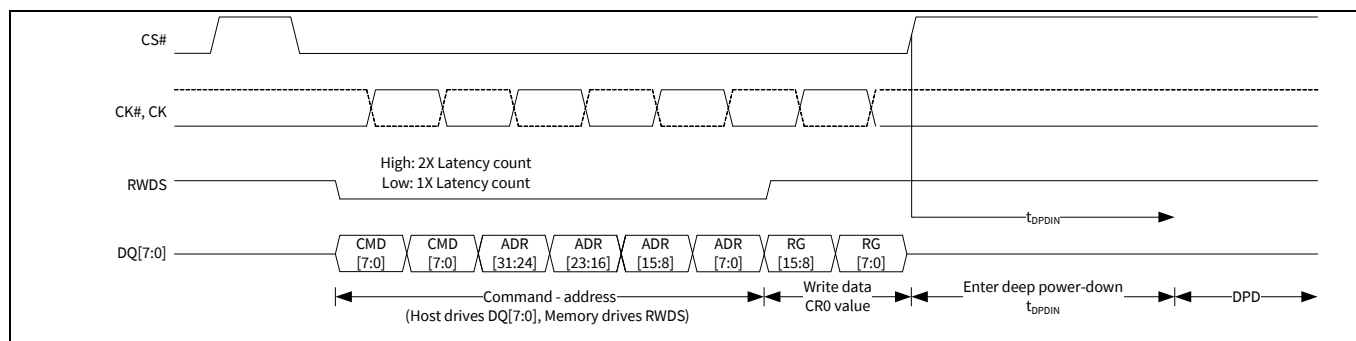 CS#
CK#, CK
High: 2X Latency count
Low: 1X Latency count
RWDS
tDPDIN
DQ[7:0]
CMD [7:0]
CMD [7:0]
ADR [31:24]
ADR [23:16]
ADR [15:8]
ADR [7:0]
RG [15:8]
RG [7:0]
Command - address
(Host drives DQ[7:0], Memory drives RWDS)
Write data
CR0 value
Enter deep power-down
tDPDIN
DPD